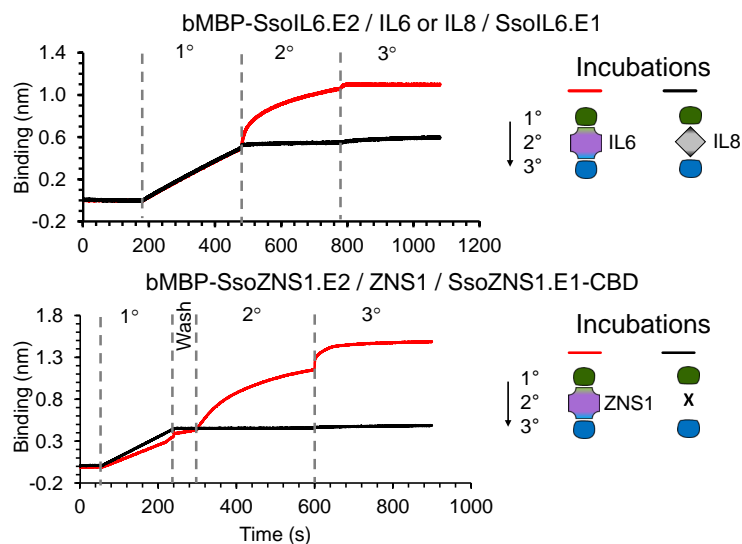 bMBP-SsoIL6.E2 / IL6 or IL8 / SsoIL6.E1
1° 2° 3°
1.4
1.0
0.6
0.2
-0.2
Binding (nm)
0 200 400 600 800 1000 1200
Incubations
1°
2° IL6 IL8
3°
bMBP-SsoZNS1.E2 / ZNS1 / SsoZNS1.E1-CBD
1° Wash 2° 3°
1.8
1.3
0.8
0.3
-0.2
Binding (nm)
0 200 400 600 800 1000
Time (s)
Incubations
1°
2° ZNS1 X
3°